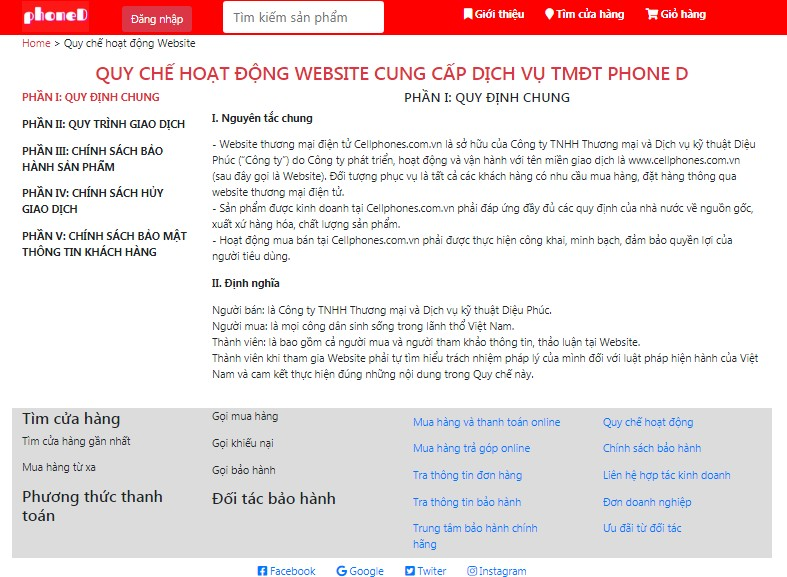 phoneD
Đăng nhập
Tìm kiếm sản phẩm
Giới thiệu
Tìm cửa hàng
Giỏ hàng
Home > Quy chế hoạt động Website
QUY CHẾ HOẠT ĐỘNG WEBSITE CUNG CẤP DỊCH VỤ TMĐT PHONE D
PHẦN I: QUY ĐỊNH CHUNG
PHẦN II: QUY TRÌNH GIAO DỊCH
PHẦN III: CHÍNH SÁCH BẢO
HÀNH SẢN PHẨM
PHẦN IV: CHÍNH SÁCH HỦY
GIAO DỊCH
PHẦN V: CHÍNH SÁCH BẢO MẬT
THÔNG TIN KHÁCH HÀNG
PHẦN I: QUY ĐỊNH CHUNG
I. Nguyên tắc chung
- Website thương mại điện tử Cellphones.com.vn là sở hữu của Công ty TNHH Thương mại và Dịch vụ kỹ thuật Diệu
Phúc ("Công ty") do Công ty phát triển, hoạt động và vận hành với tên miền giao dịch là www.cellphones.com.vn
(sau đây gọi là Website). Đối tượng phục vụ là tất cả các khách hàng có nhu cầu mua hàng, đặt hàng thông qua
website thương mại điện tử.
- Sản phẩm được kinh doanh tại Cellphones.com.vn phải đáp ứng đầy đủ các quy định của nhà nước về nguồn gốc,
xuất xứ hàng hóa, chất lượng sản phẩm.
- Hoạt động mua bán tại Cellphones.com.vn phải được thực hiện công khai, minh bạch, đảm bảo quyền lợi của
người tiêu dùng.
II. Định nghĩa
Người bán: là Công ty TNHH Thương mại và Dịch vụ kỹ thuật Diệu Phúc.
Người mua: là mọi công dân sinh sống trong lãnh thổ Việt Nam.
Thành viên: là bao gồm cả người mua và người tham khảo thông tin, thảo luận tại Website.
Thành viên khi tham gia Website phải tự tìm hiểu trách nhiệm pháp lý của mình đối với luật pháp hiện hành của Việt
Nam và cam kết thực hiện đúng những nội dung trong Quy chế này.
Tìm cửa hàng
Tìm cửa hàng gần nhất
Mua hàng từ xa
Phương thức thanh
toán
Gọi mua hàng
Gọi khiếu nại
Gọi bảo hành
Đối tác bảo hành
Mua hàng và thanh toán online
Mua hàng trả góp online
Tra thông tin đơn hàng
Tra thông tin bảo hành
Trung tâm bảo hành chính
hãng
Quy chế hoạt động
Chính sách bảo hành
Liên hệ hợp tác kinh doanh
Đơn doanh nghiệp
Ưu đãi từ đối tác
Facebook
Google
Twiter
Instagram